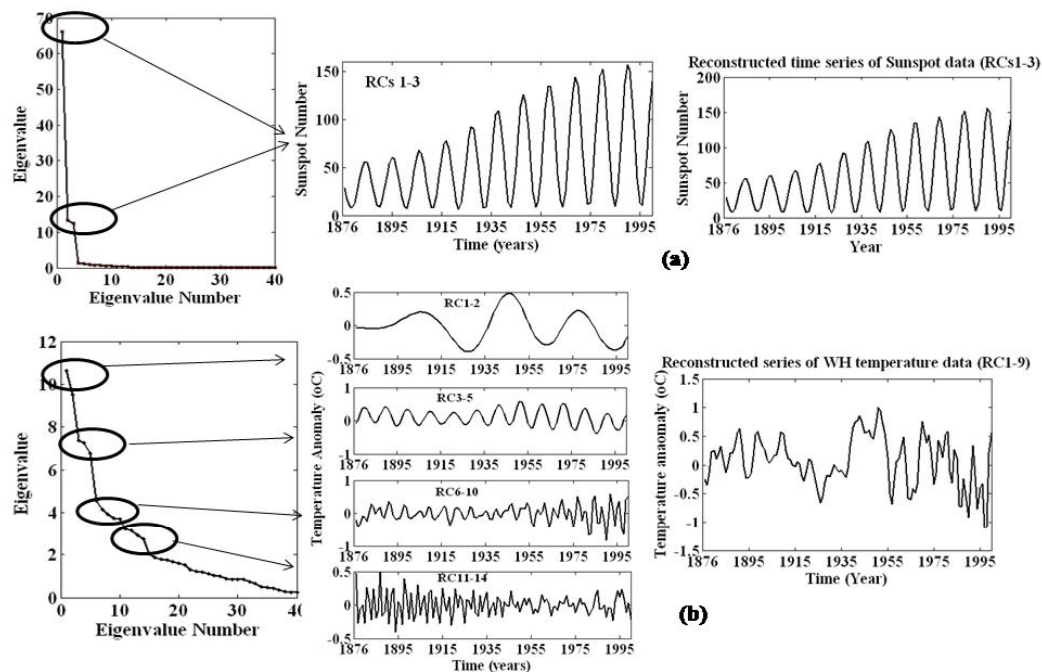 70
60
50
40
30
20
10
0
Eigenvalue
0 10 20 30 40
Eigenvalue Number
RCs 1-3
150
100
50
0
Sunspot Number
1876 1895 1915 1935 1955 1975 1995
Time (years)
Reconstructed time series of Sunspot data (RCs1-3)
200
150
100
50
0
Sunspot Number
1876 1895 1915 1935 1955 1975 1995
Year
(a)
12
10
8
6
4
2
0
Eigenvalue
0 10 20 30 40
Eigenvalue Number
Temperature Anomaly (oC)
RC1-2
0.5
0
-0.5
1876 1895 1915 1935 1955 1975 1995
RC3-5
1
0
-1
1876 1895 1915 1935 1955 1975 1995
RC6-10
1
0
1
1876 1895 1915 1935 1955 1975 1995
RC11-14
0.5
0
-0.5
1876 1895 1915 1935 1955 1975 1995
Time (years)
Reconstructed series of WH temperature data (RC1-9)
1.5
1
0.5
0
-0.5
-1
-1.5
Temperature anaomaly (oC)
1876 1895 1915 1935 1955 1975 1995
Time (Year)
(b)